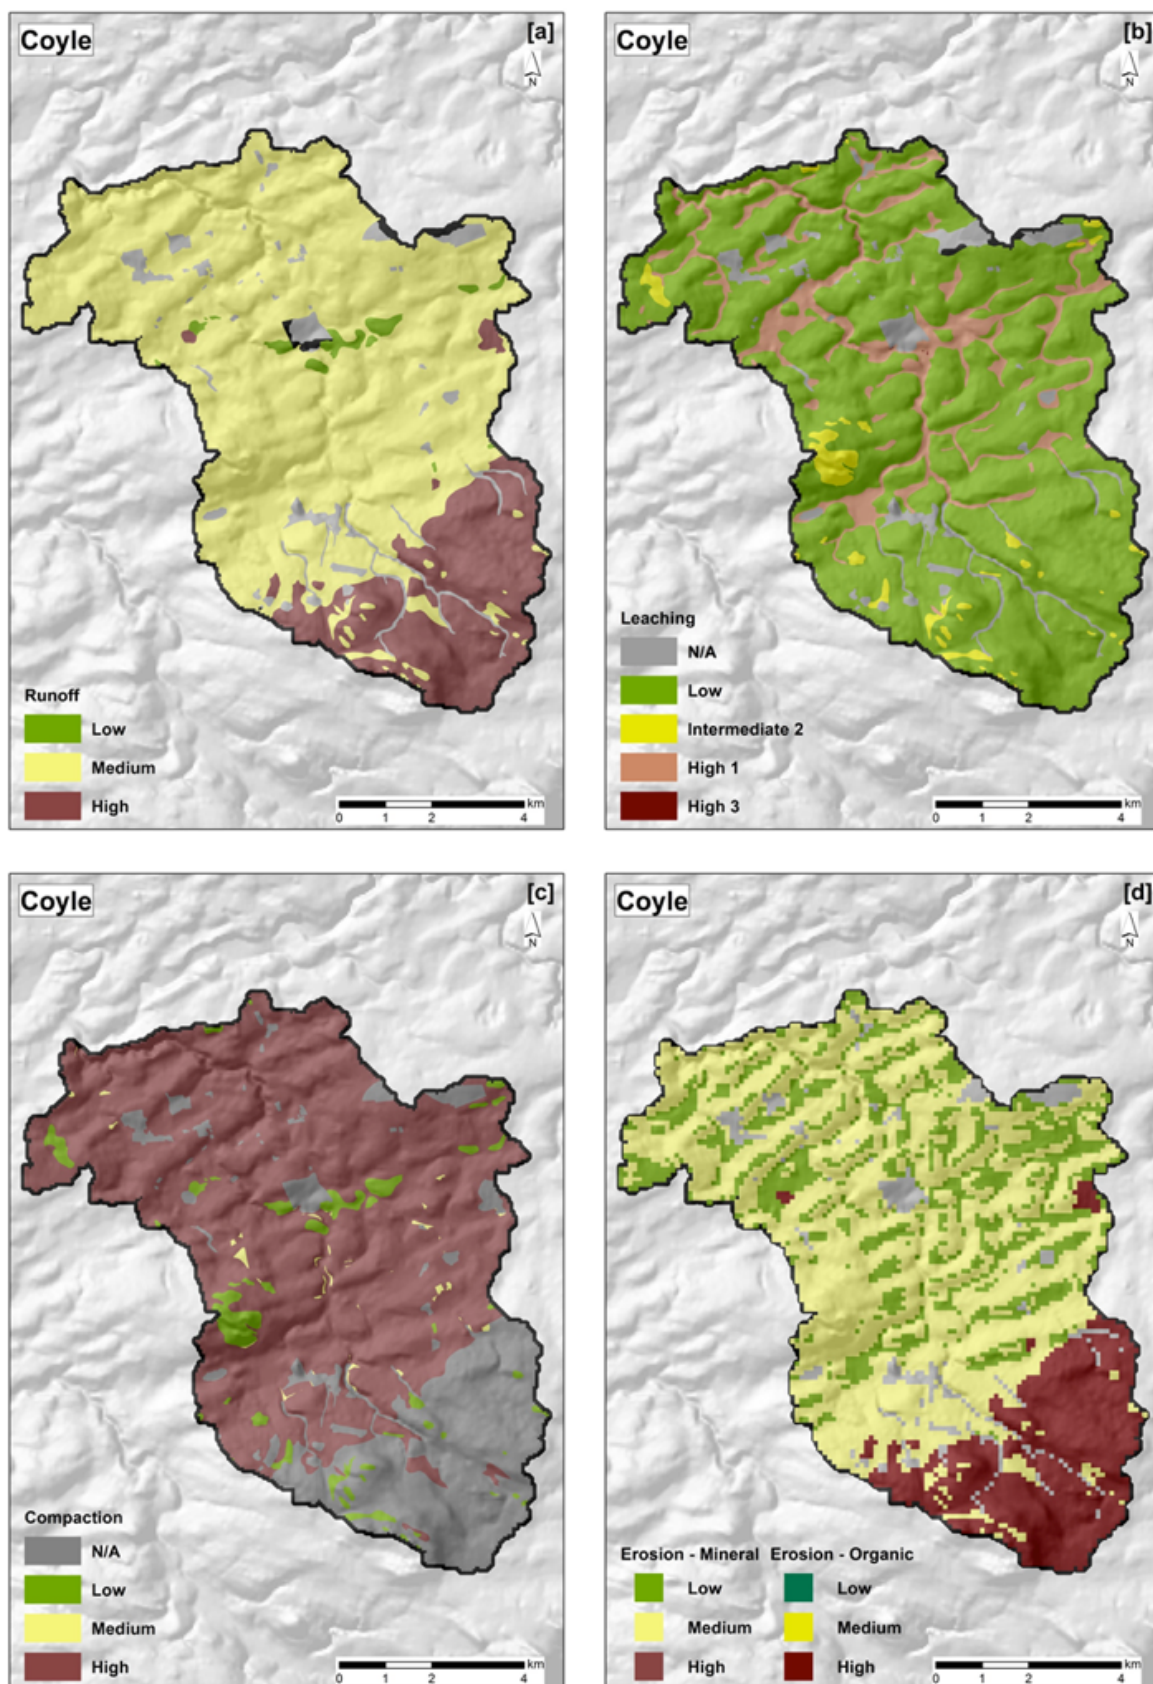 Coyle
[a]
N
Runoff
Low
Medium
High
km
0 1 2 4
Coyle
[b]
N
Leaching
N/A
Low
Intermediate 2
High 1
High 3
km
0 1 2 4
Coyle
[c]
N
Compaction
N/A
Low
Medium
High
km
0 1 2 4
Coyle
[d]
N
Erosion - Mineral Erosion - Organic
Low Low
Medium Medium
High High
km
0 1 2 4